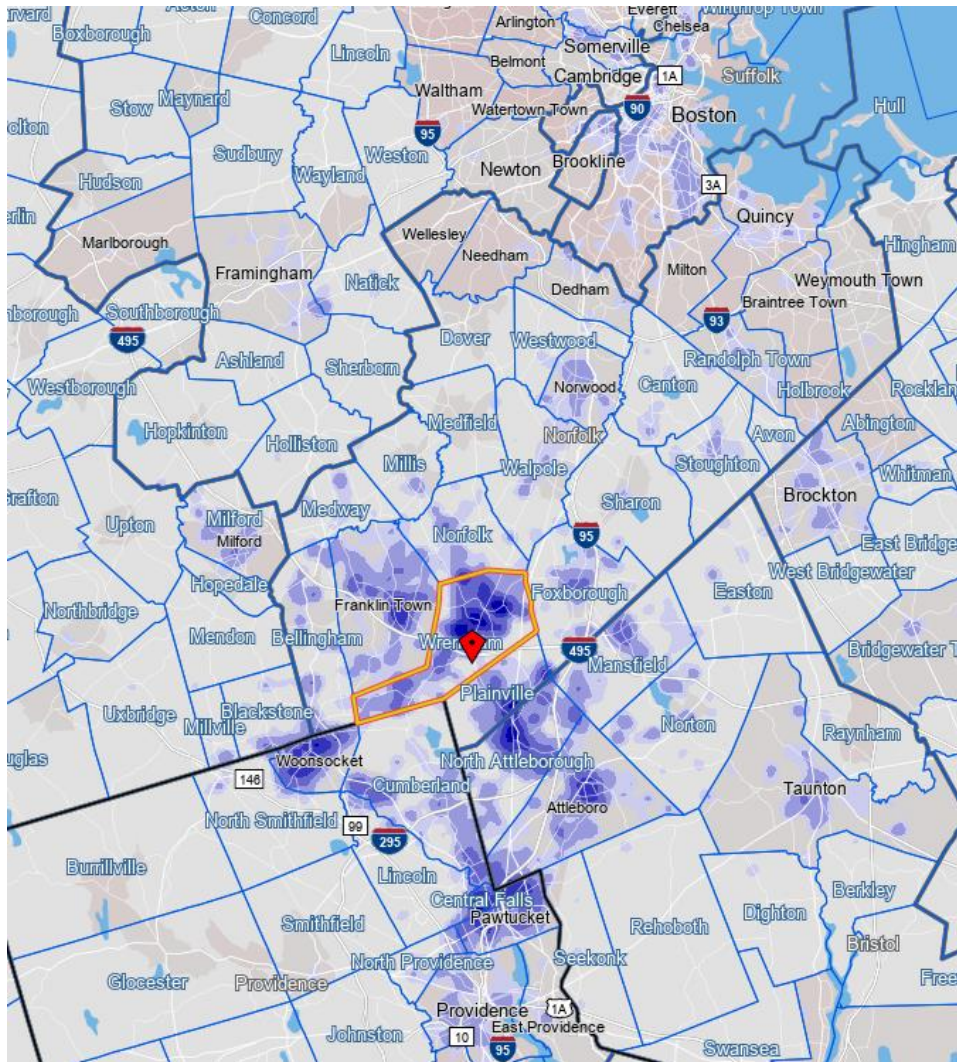 Acton
Concord
Boxborough
Lincoln
Arlington
Everett
Chelsea
Winthrop Town
Somerville
Belmont
Cambridge
1A
Suffolk
Stow
Maynard
Waltham
Watertown Town
90
Boston
Hull
95
Sudbury
Weston
Wayland
Newton
Brookline
3A
Hudson
Quincy
Marlborough
Wellesley
Needham
Hingham
Framingham
Natick
Dedham
Milton
Weymouth Town
Braintree Town
Southborough
495
93
Dover
Westwood
Randolph Town
Ashland
Sherborn
Westborough
Norwood
Canton
Holbrook
Hopkinton
Holliston
Medfield
Norfolk
Avon
Abington
Millis
Walpole
Stoughton
Whitman
Grafton
Medway
Sharon
Brockton
Upton
Milford
Milford
Norfolk
95
Hopedale
Foxborough
Easton
West Bridgewater
Northbridge
Franklin Town
Mendon
Bellingham
495
Mansfield
Plainville
Uxbridge
Blackstone
Millville
Norton
Raynham
Woonsocket
North Attleborough
146
Cumberland
Taunton
Attleboro
North Smithfield
99
295
Burrillville
Lincoln
Central Falls
Berkley
Smithfield
Pawtucket
Rehoboth
Dighton
North Providence
Seekonk
Bristol
Glocester
Providence
Providence
1A
East Providence
Johnston
10
95
Swansea